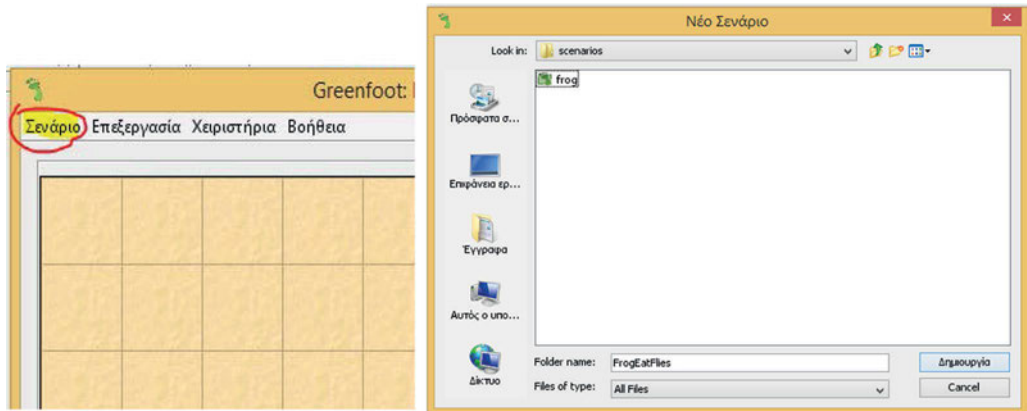 Greenfoot:
Σενάριο Επεξεργασία Χειριστήρια Βοήθεια
Νέο Σενάριο
Look in: scenarios
frog
Πρόσφατα σ...
Επιφάνεια ερ...
Έγγραφα
Αυτός ο υπο...
Δίκτυο
Folder name: FrogEatFlies Δημιουργία
Files of type: All Files Cancel